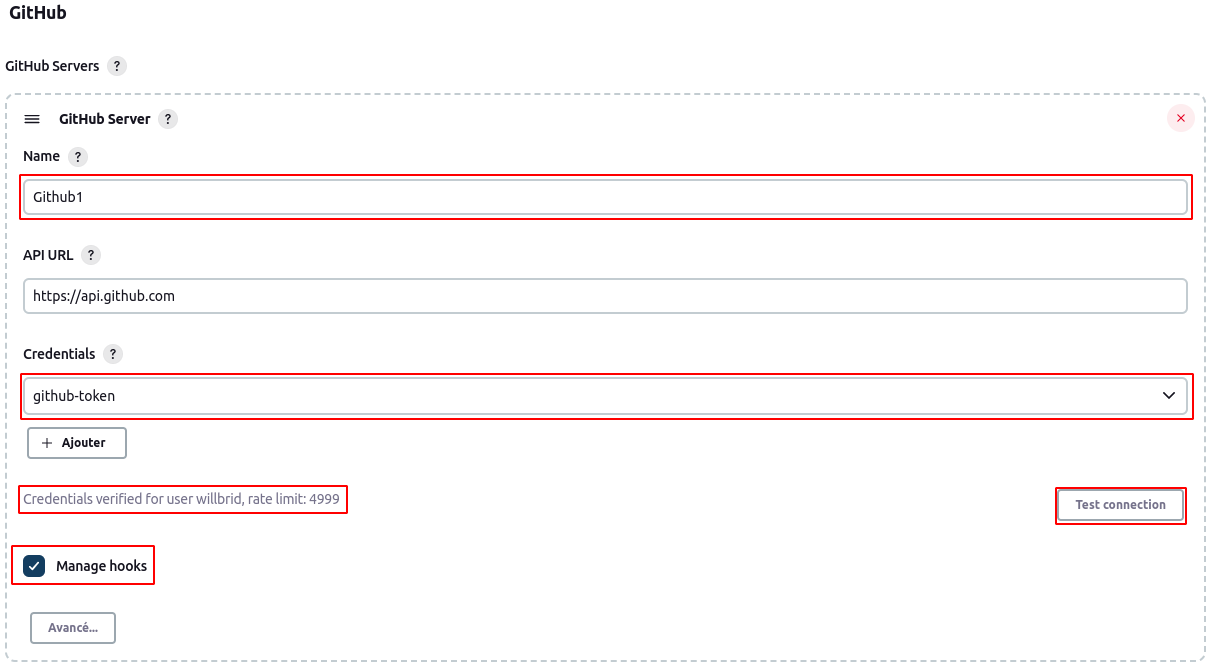 GitHub
GitHub Servers ?
GitHub Server ?
Name ?
Github1
API URL ?
https://api.github.com
Credentials ?
github-token
+ Ajouter
Credentials verified for user willbrid, rate limit: 4999
Test connection
Manage hooks
Avancé...